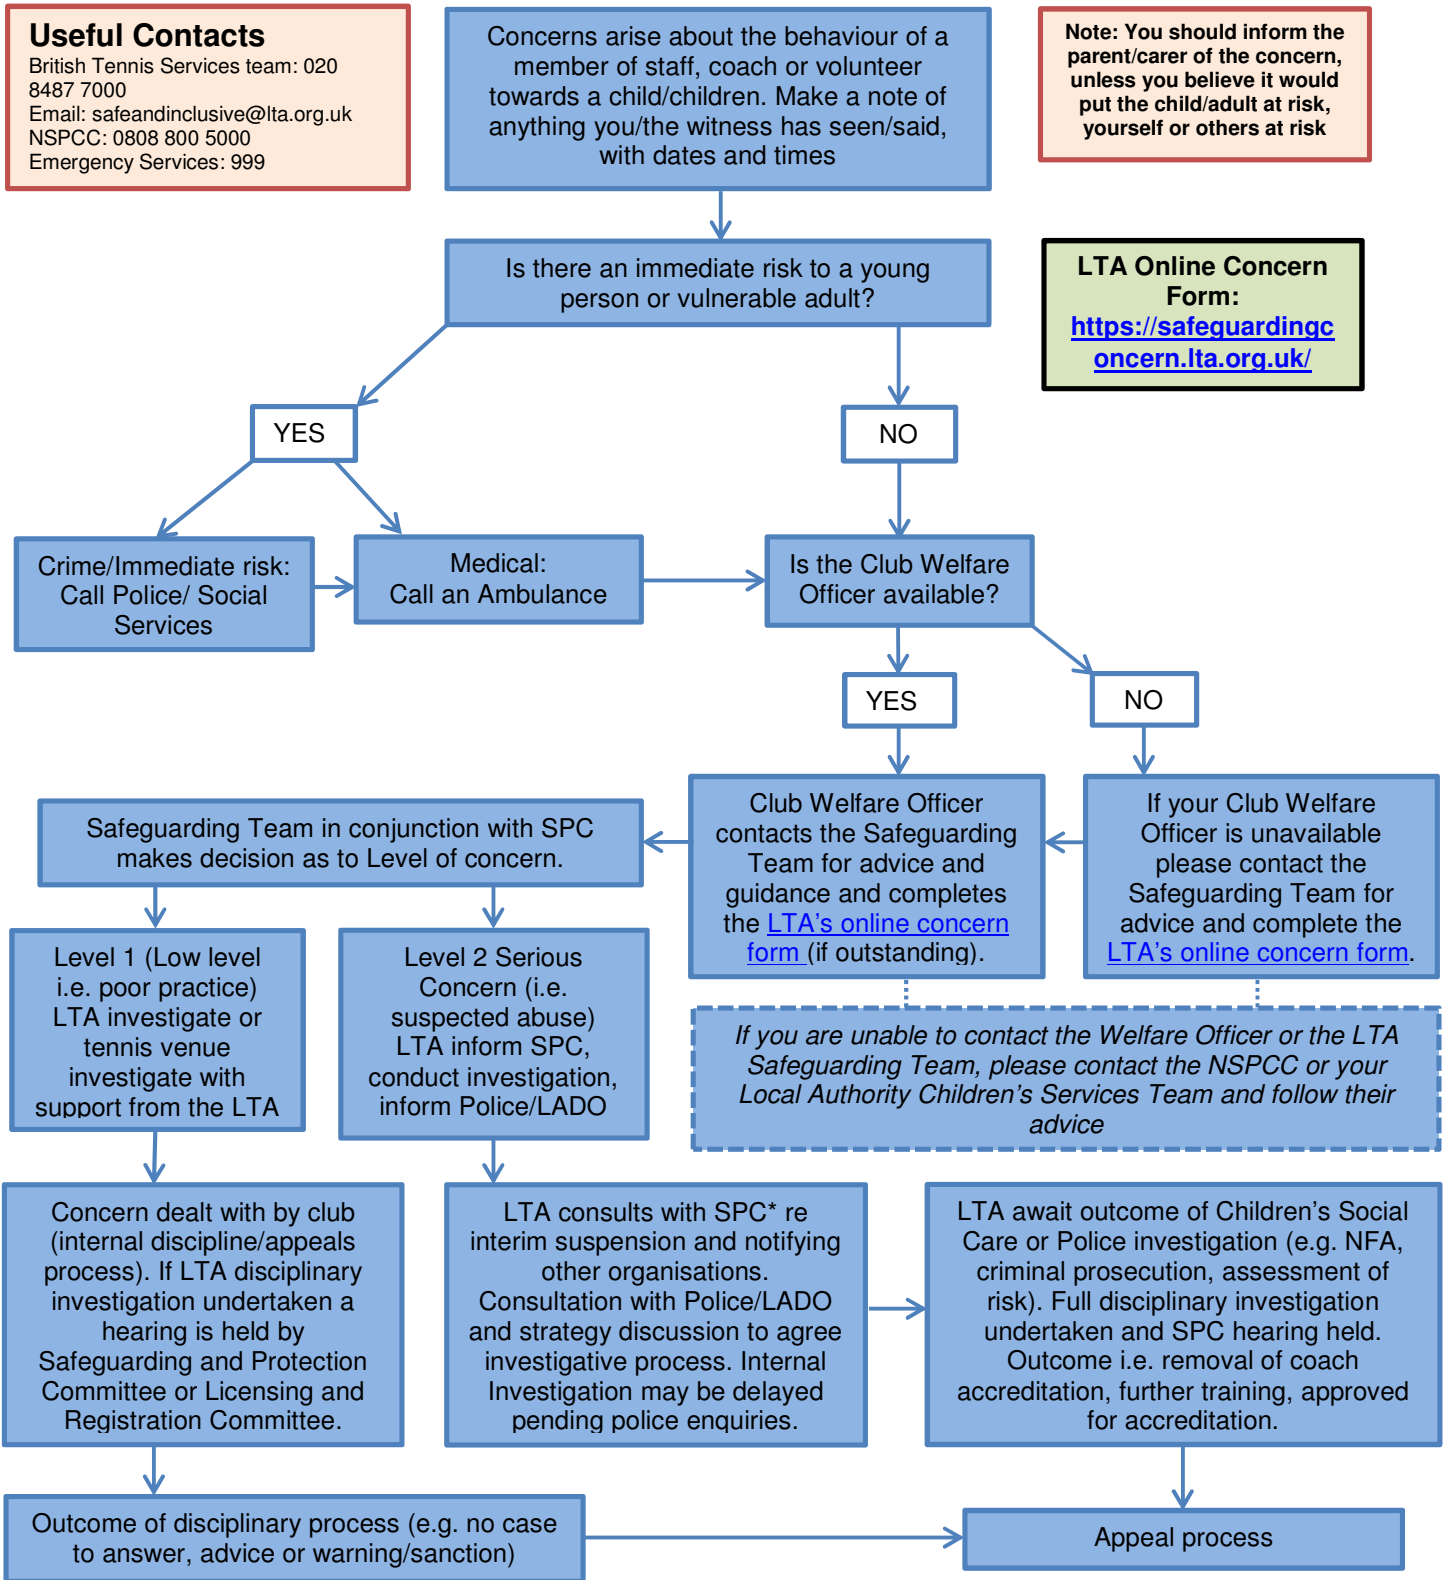 Useful Contacts
British Tennis Services team: 020
8487 7000
Email: safeandinclusive@lta.org.uk
NSPCC: 0808 800 5000
Emergency Services: 999
Concerns arise about the behaviour of a
member of staff, coach or volunteer
towards a child/children. Make a note of
anything you/the witness has seen/said,
with dates and times
Note: You should inform the
parent/carer of the concern,
unless you believe it would
put the child/adult at risk,
yourself or others at risk
Is there an immediate risk to a young
person or vulnerable adult?
LTA Online Concern
Form:
https://safeguardingc
oncern.lta.org.uk/
YES
NO
Crime/Immediate risk:
Call Police/ Social
Services
Medical:
Call an Ambulance
Is the Club Welfare
Officer available?
YES
NO
Safeguarding Team in conjunction with SPC
makes decision as to Level of concern.
Club Welfare Officer
contacts the Safeguarding
Team for advice and
guidance and completes
the LTA's online concern
form (if outstanding).
If your Club Welfare
Officer is unavailable
please contact the
Safeguarding Team for
advice and complete the
LTA's online concern form.
Level 1 (Low level
i.e. poor practice)
LTA investigate or
tennis venue
investigate with
support from the LTA
Level 2 Serious
Concern (i.e.
suspected abuse)
LTA inform SPC,
conduct investigation,
inform Police/LADO
If you are unable to contact the Welfare Officer or the LTA
Safeguarding Team, please contact the NSPCC or your
Local Authority Children's Services Team and follow their
advice
Concern dealt with by club
(internal discipline/appeals
process). If LTA disciplinary
investigation undertaken a
hearing is held by
Safeguarding and Protection
Committee or Licensing and
Registration Committee.
LTA consults with SPC* re
interim suspension and notifying
other organisations.
Consultation with Police/LADO
and strategy discussion to agree
investigative process. Internal
Investigation may be delayed
pending police enquiries.
LTA await outcome of Children's Social
Care or Police investigation (e.g. NFA,
criminal prosecution, assessment of
risk). Full disciplinary investigation
undertaken and SPC hearing held.
Outcome i.e. removal of coach
accreditation, further training, approved
for accreditation.
Outcome of disciplinary process (e.g. no case
to answer, advice or warning/sanction)
Appeal process